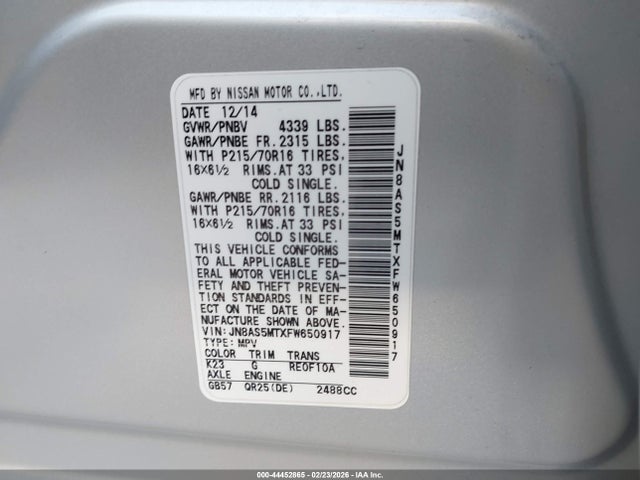 MFD BY NISSAN MOTOR CO.,LTD.
DATE 12/14
GVWR/PNBV 4339 LBS.
GAWR/PNBE FR. 2315 LBS.
WITH P215/70R16 TIRES.
16X6½ RIMS. AT 33 PSI
COLD SINGLE.
GAWR/PNBE RR. 2116 LBS.
WITH P215/70R16 TIRES.
16X6½ RIMS. AT 33 PSI
COLD SINGLE.
THIS VEHICLE CONFORMS
TO ALL APPLICABLE FED-
ERAL MOTOR VEHICLE SA-
FETY AND THEFT PREVEN-
TION STANDARDS IN EFF-
ECT ON THE DATE OF MA-
NUFACTURE SHOWN ABOVE.
VIN: JN8AS5MTXFW650917
TYPE: MPV
COLOR TRIM TRANS
K23 G RE0F10A
AXLE ENGINE
GB57 QR25(DE) 2488CC
JN8AS5MTXFW650917
000-44452865 - 02/23/2026 - IAA Inc.